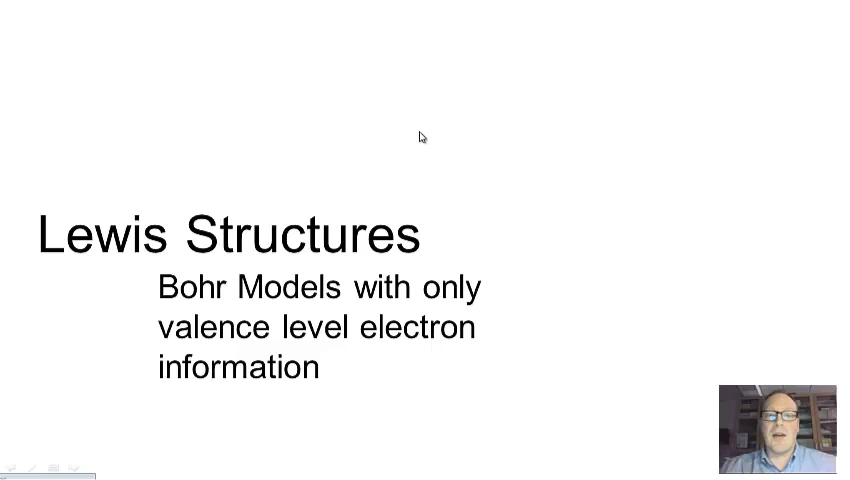 Lewis Structures
Bohr Models with only
valence level electron
information